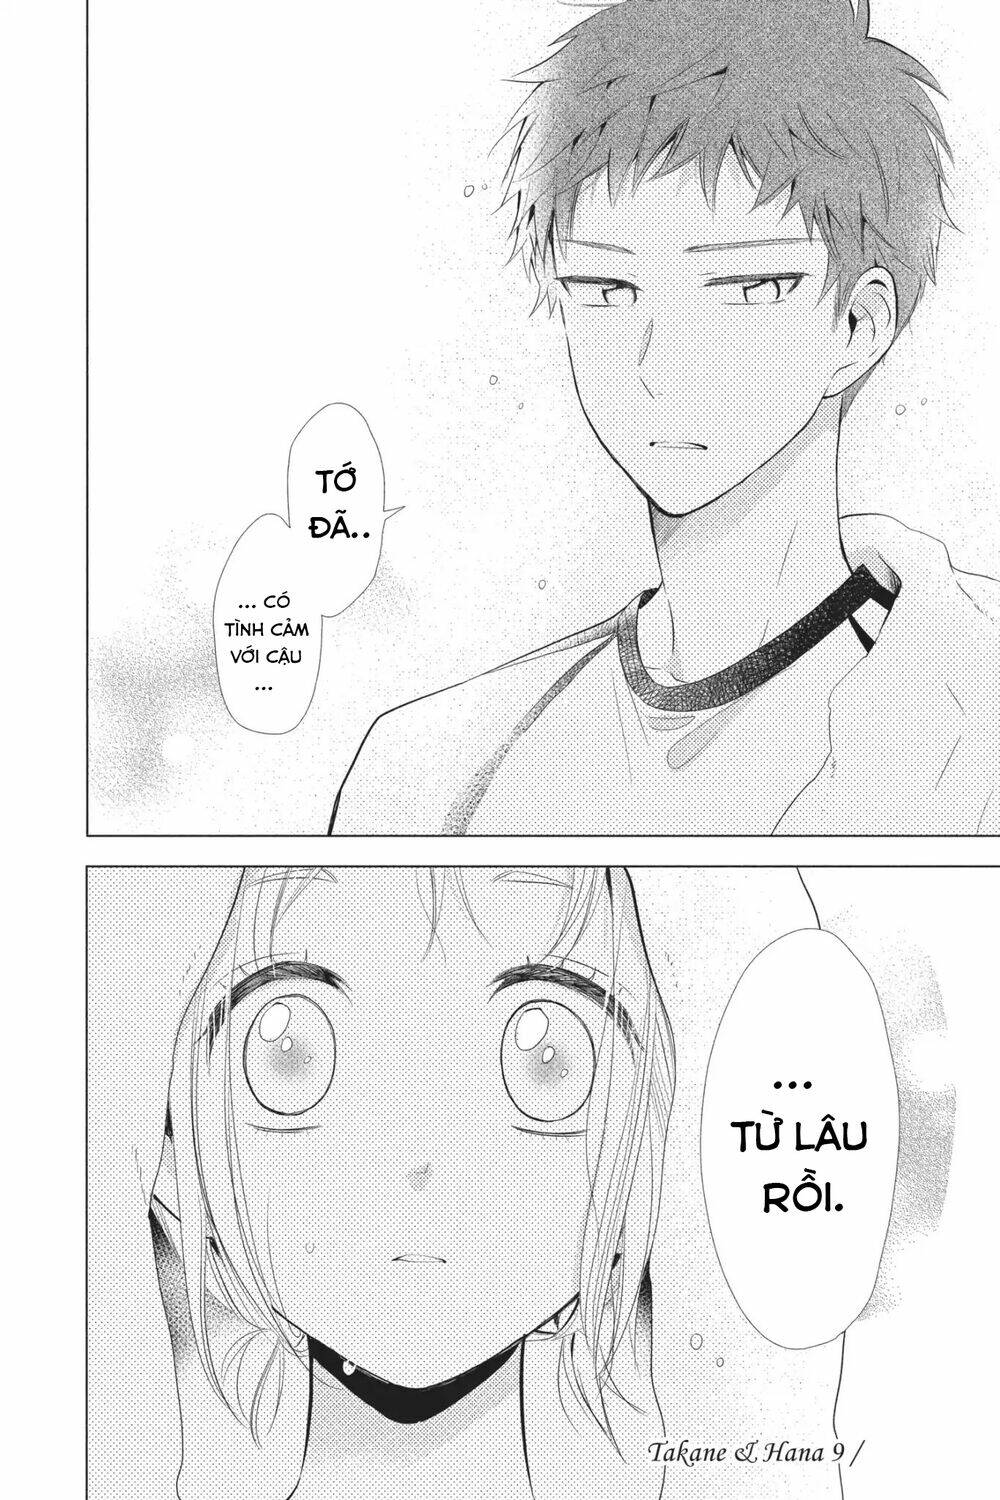 TỚ
ĐÃ..
... CÓ
TÌNH CẢM
VỚI CẬU
...
...
TỪ LÂU
RỒI.
Takane & Hana 9 /